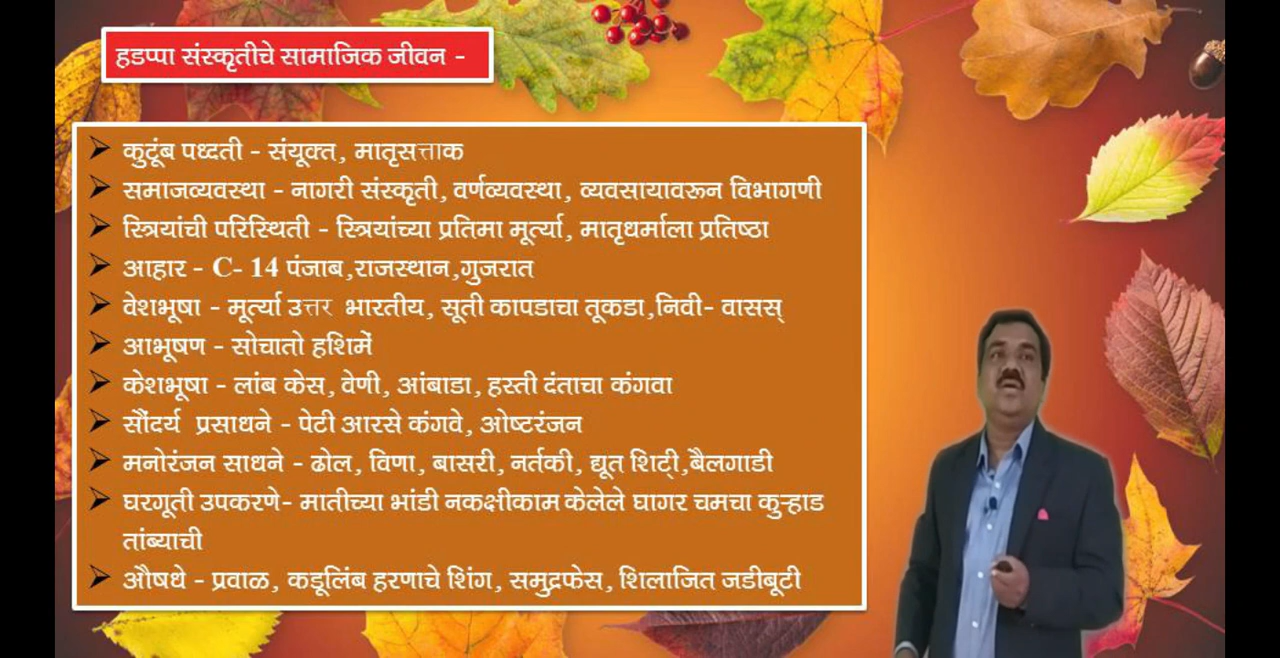 हडप्पा संस्कृतीचे सामाजिक जीवन -
कुटूंब पध्दती - संयूक्त, मातृसत्ताक
समाजव्यवस्था - नागरी संस्कृती, वर्णव्यवस्था, व्यवसायावरून विभागणी
स्त्रियांची परिस्थिती - स्त्रियांच्या प्रतिमा मूर्त्या, मातृधर्माला प्रतिष्ठा
आहार - C- 14 पंजाब,राजस्थान,गुजरात
वेशभूषा - मूर्त्या उत्तर भारतीय, सूती कापडाचा तूकडा,निवी- वासस्
आभूषण - सोचातो हशिमें
केशभूषा - लांब केस, वेणी, आंबाडा, हस्ती दंताचा कंगवा
सौंदर्य प्रसाधने - पेटी आरसे कंगवे, ओष्टरंजन
मनोरंजन साधने - ढोल, विणा, बासरी, नर्तकी, द्यूत शिट्टी,बैलगाडी
घरगूती उपकरणे- मातीच्या भांडी नकक्षीकाम केलेले घागर चमचा कुऱ्हाड
तांब्याची
औषधे - प्रवाळ, कडूलिंब हरणाचे शिंग, समुद्रफेस, शिलाजित जडीबूटी